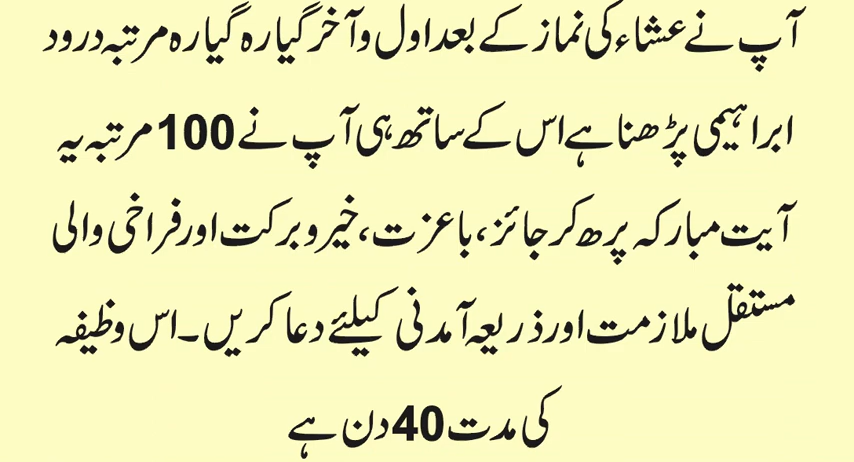 آپ نے عشاء کی نماز کے بعد اول و آخر گیارہ گیارہ مرتبہ درود
ابراہیمی پڑھنا ہے اس کے ساتھ ہی آپ نے 100 مرتبہ یہ
آیت مبارکہ پرھ کر جائز، باعزت، خیر و برکت اور فراخی والی
مستقل ملازمت اور ذریعہ آمدنی کیلئے دعا کریں۔ اس وظیفہ
کی مدت 40 دن ہے